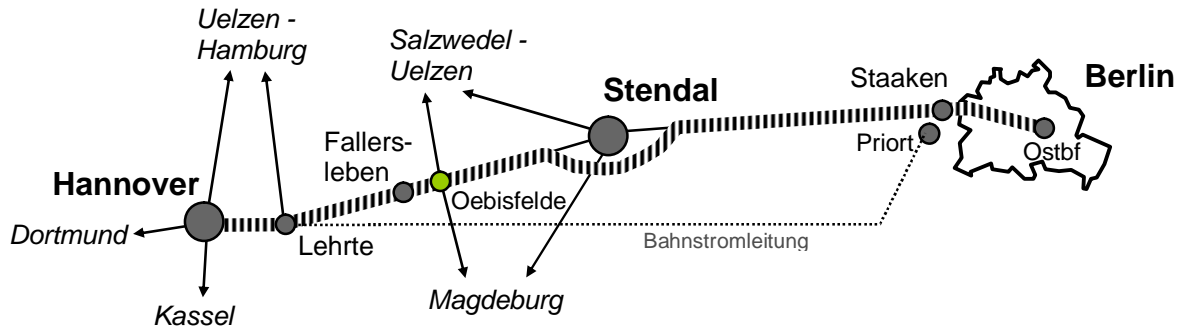 Uelzen -
Hamburg
Salzwedel -
Uelzen
Stendal
Staaken
Berlin
Fallers-
leben
Priort
Ostbf
Hannover
Oebisfelde
Dortmund
Lehrte
Bahnstromleitung
Kassel
Magdeburg